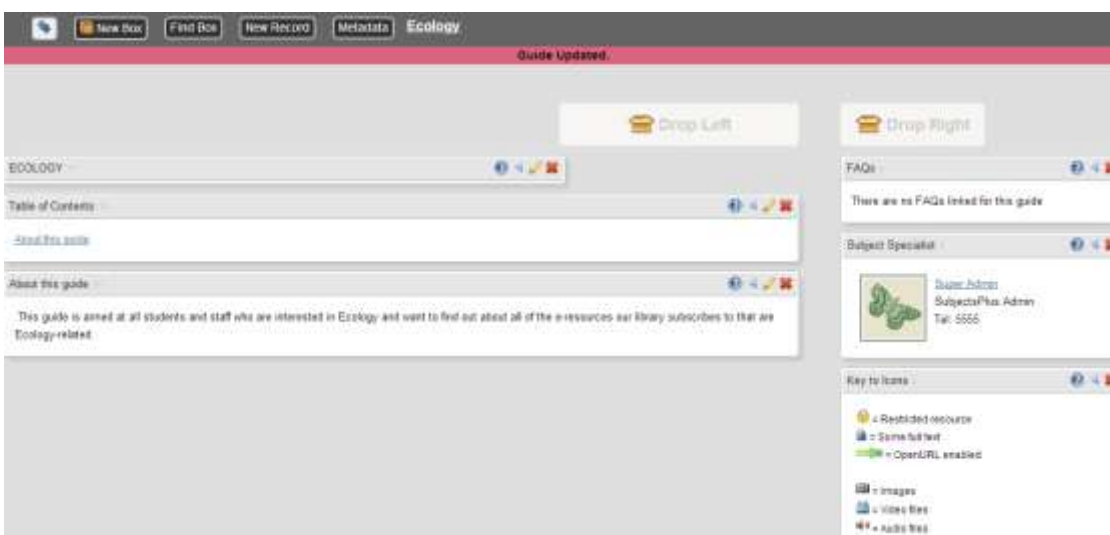 New Box Find Box New Record Metadata Ecology
Guide Updated.
Drop Left
Drop Right
ECOLOGY
Table of Contents
About this guide
About this guide
This guide is aimed at all students and staff who are interested in Ecology and want to find out about all of the e-resources our library subscribes to that are
Ecology-related.
FAQs
There are no FAQs linked for this guide
Subject Specialist
Super Admin
SubjectsPlus Admin
Tel: 5555
Key to Icons
= Restricted resource
= Some full text
= OpenURL enabled
= Images
= Video files
= Audio files